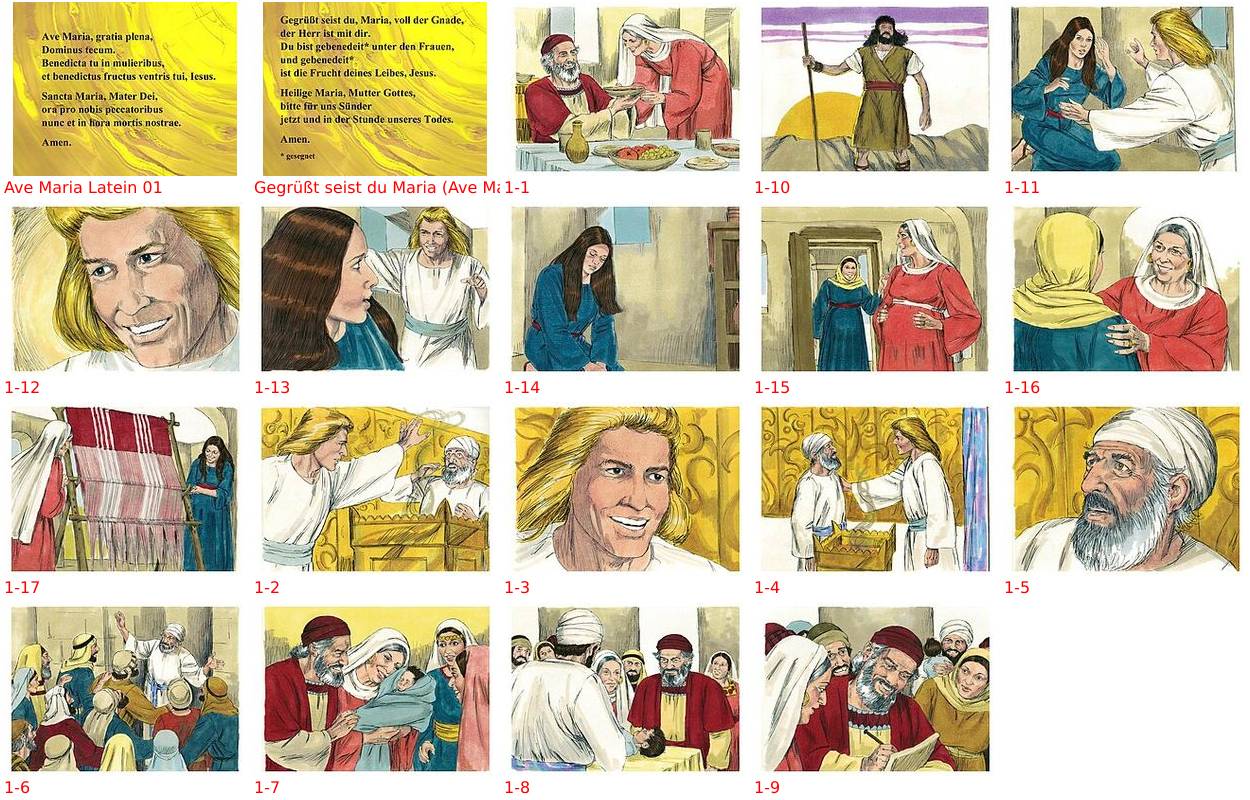 Ave Maria, gratia plena,
Dominus tecum.
Benedicta tu in mulieribus,
et benedictus fructus ventris tui, Iesus.
Sancta Maria, Mater Dei,
ora pro nobis peccatoribus
nunc et in hora mortis nostrae.
Amen.
Ave Maria Latein 01
Gegrüßt seist du, Maria, voll der Gnade,
der Herr ist mit dir.
Du bist gebenedeit* unter den Frauen,
und gebenedeit*
ist die Frucht deines Leibes, Jesus.
Heilige Maria, Mutter Gottes,
bitte für uns Sünder
jetzt und in der Stunde unseres Todes.
Amen.
* gesegnet
Gegrüßt seist du Maria (Ave Ma
1-1
1-10
1-11
1-12
1-13
1-14
1-15
1-16
1-17
1-2
1-3
1-4
1-5
1-6
1-7
1-8
1-9